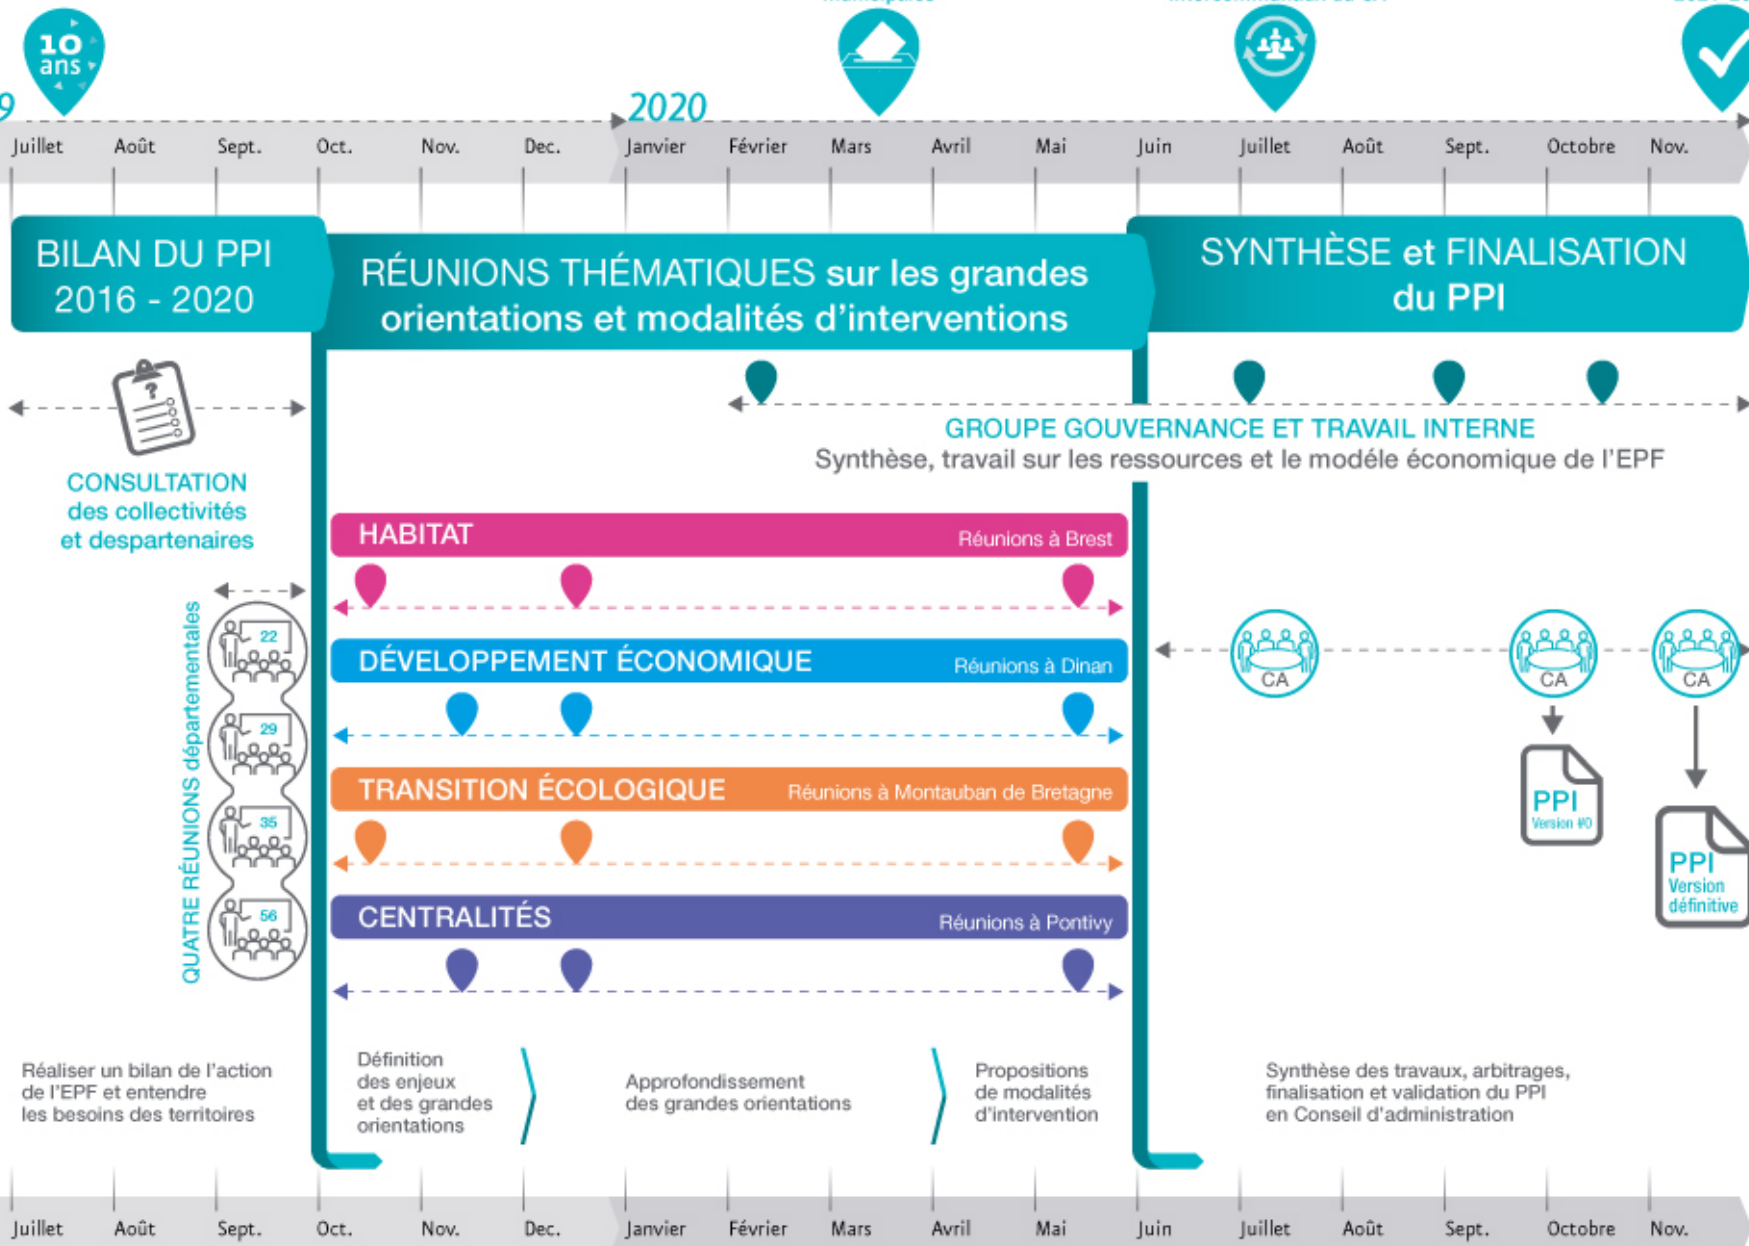 10
ans
9
2020
Juillet
Août
Sept.
Oct.
Nov.
Dec.
Janvier
Février
Mars
Avril
Mai
Juin
Juillet
Août
Sept.
Octobre
Nov.
BILAN DU PPI
2016 - 2020
RÉUNIONS THÉMATIQUES sur les grandes
orientations et modalités d'interventions
SYNTHÈSE et FINALISATION
du PPI
?
CONSULTATION
des collectivités
et despartenaires
GROUPE GOUVERNANCE ET TRAVAIL INTERNE
Synthèse, travail sur les ressources et le modéle économique de l'EPF
QUATRE RÉUNIONS départementales
22
29
35
56
HABITAT
Réunions à Brest
DÉVELOPPEMENT ÉCONOMIQUE
Réunions à Dinan
TRANSITION ÉCOLOGIQUE
Réunions à Montauban de Bretagne
CENTRALITÉS
Réunions à Pontivy
CA
CA
CA
PPI
Version #0
PPI
Version
définitive
Réaliser un bilan de l'action
de l'EPF et entendre
les besoins des territoires
Définition
des enjeux
et des grandes
orientations
Approfondissement
des grandes orientations
Propositions
de modalités
d'intervention
Synthèse des travaux, arbitrages,
finalisation et validation du PPI
en Conseil d'administration
Juillet
Août
Sept.
Oct.
Nov.
Dec.
Janvier
Février
Mars
Avril
Mai
Juin
Juillet
Août
Sept.
Octobre
Nov.